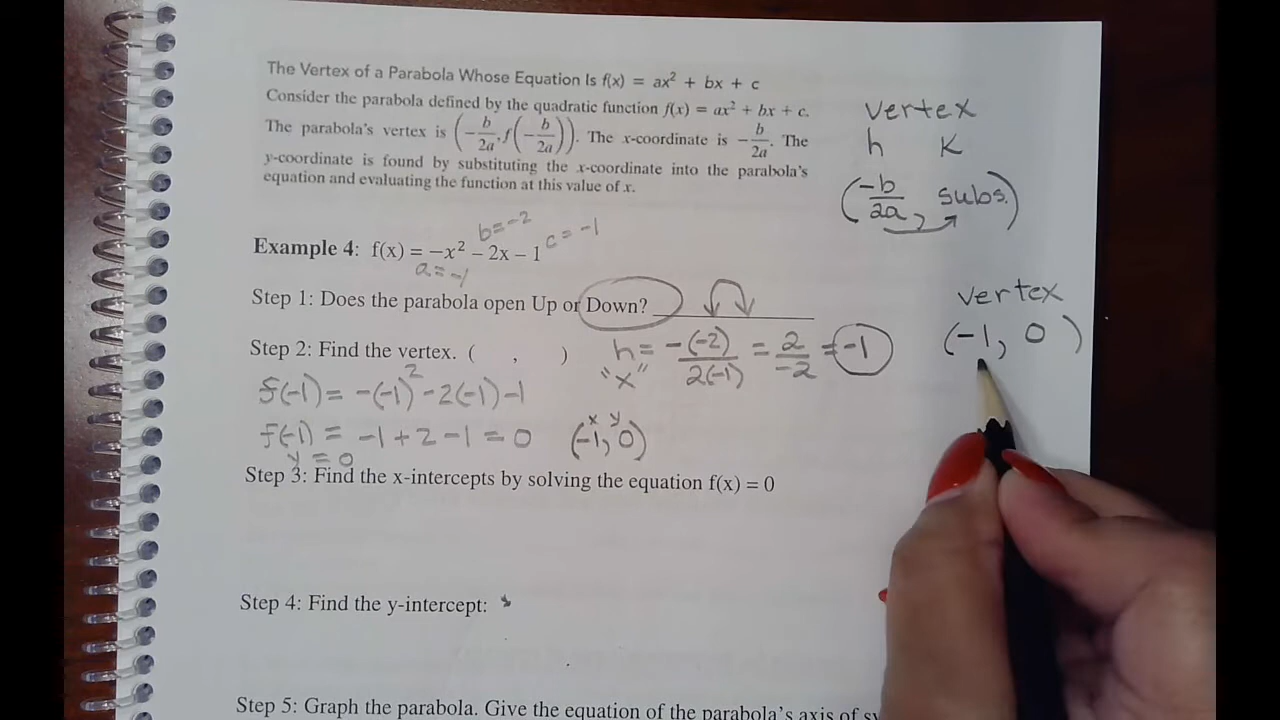 The Vertex of a Parabola Whose Equation Is f(x) = ax² + bx + c
Consider the parabola defined by the quadratic function f(x) = ax² + bx + c.
The parabola's vertex is (−b/2a, f(−b/2a)). The x-coordinate is −b/2a. The
y-coordinate is found by substituting the x-coordinate into the parabola's
equation and evaluating the function at this value of x.
vertex
h K
(-b/2a, subs.)
b=-2
Example 4: f(x) = −x² − 2x − 1
c=-1
a=-1
Step 1: Does the parabola open Up or Down?
vertex
(-1, 0)
Step 2: Find the vertex. ( , )
h = -(-2)/2(-1) = 2/-2 = -1
"x"
f(-1) = -(-1)² -2(-1)-1
f(-1) = -1+2-1=0
x y
(-1, 0)
y = 0
Step 3: Find the x-intercepts by solving the equation f(x) = 0
Step 4: Find the y-intercept:
Step 5: Graph the parabola. Give the equation of the parabola's axis of